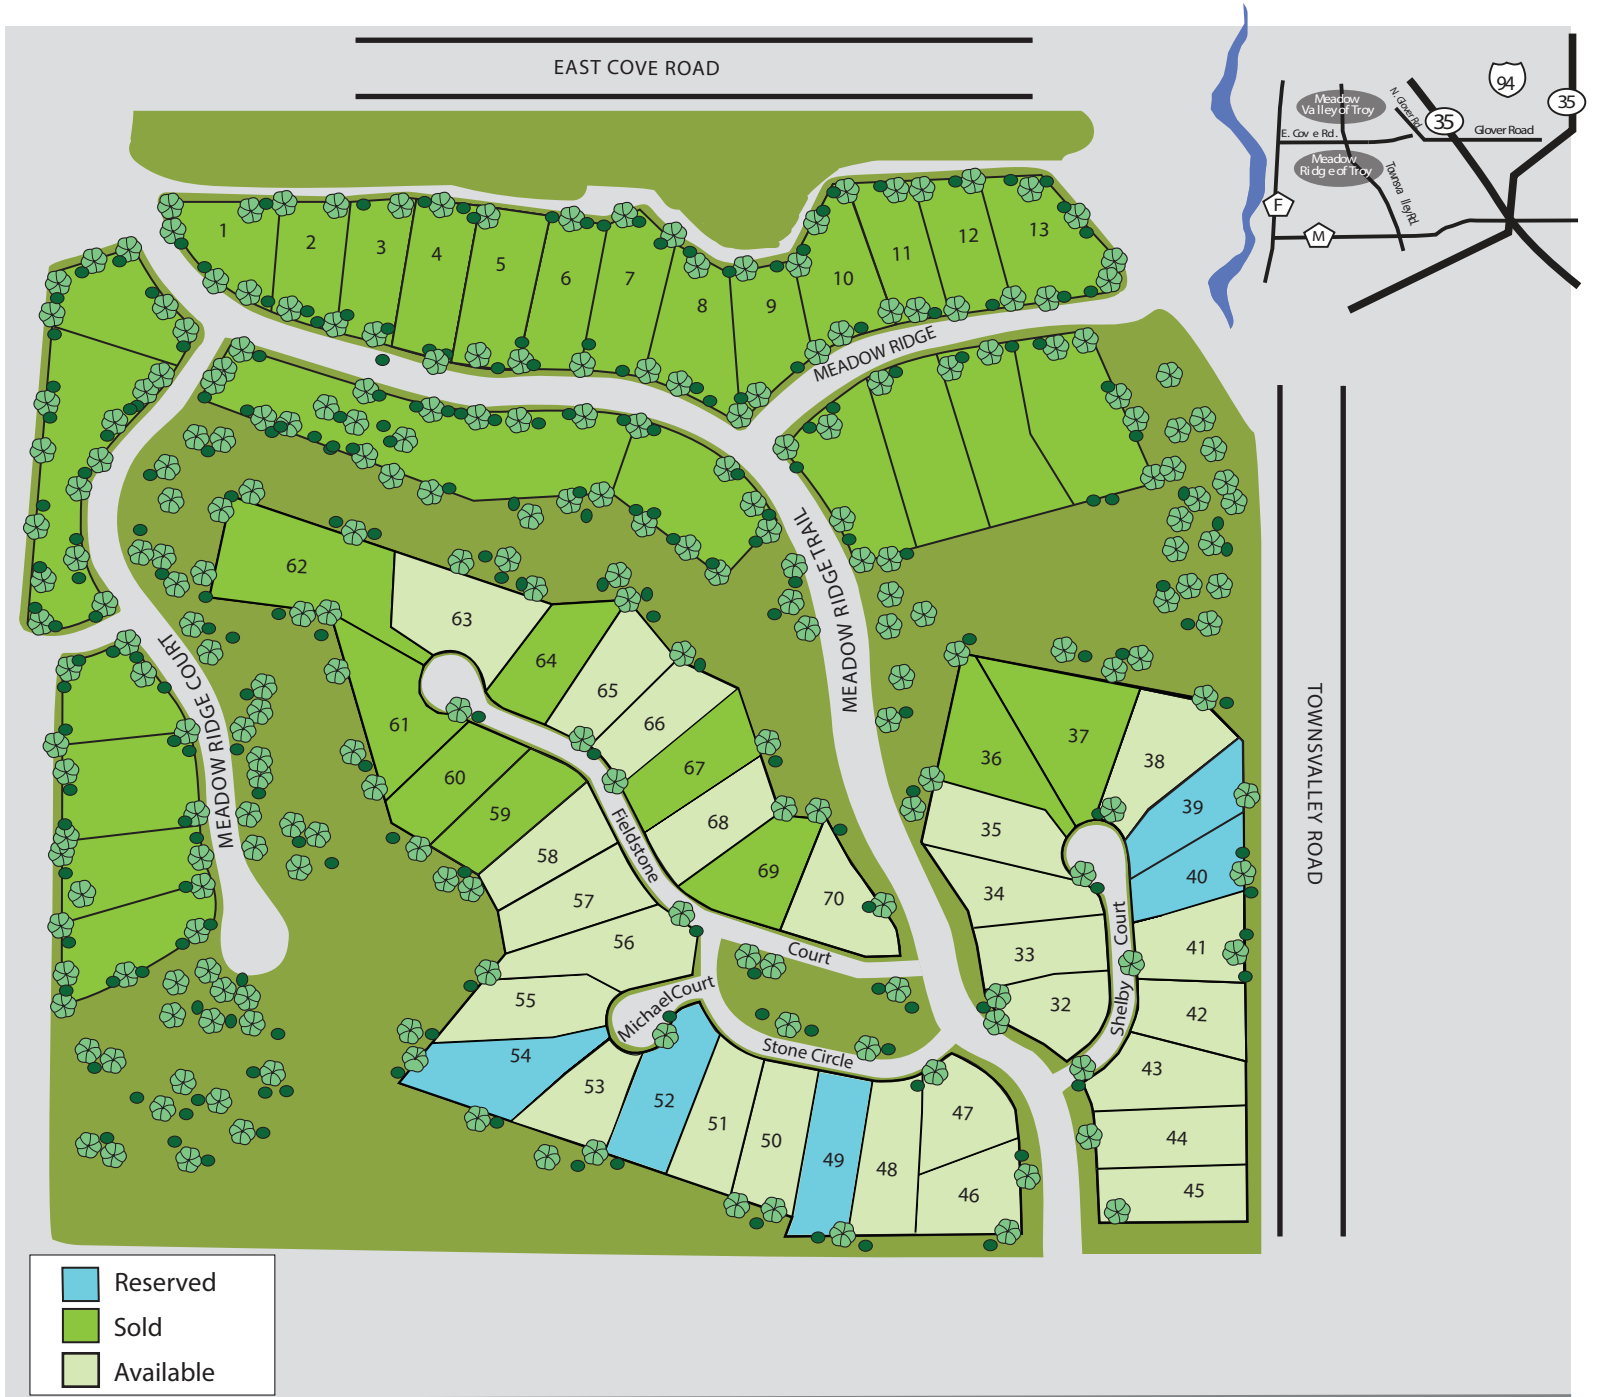 EAST COVE ROAD
94
35
35
Meadow
Valley of Troy
N. Glover Rd.
Glover Road
E. Cove Rd.
Meadow
Ridge of Troy
Townsvalley Rd.
F
M
1
2
3
4
5
6
7
8
9
10
11
12
13
MEADOW RIDGE
MEADOW RIDGE TRAIL
MEADOW RIDGE COURT
TOWNSVALLEY ROAD
62
63
64
65
66
67
68
69
70
61
60
59
58
57
56
55
54
53
52
51
50
49
48
47
46
Fieldstone
Court
Michael Court
Stone Circle
36
37
38
39
40
35
34
33
32
41
42
43
44
45
Shelby Court
Reserved
Sold
Available